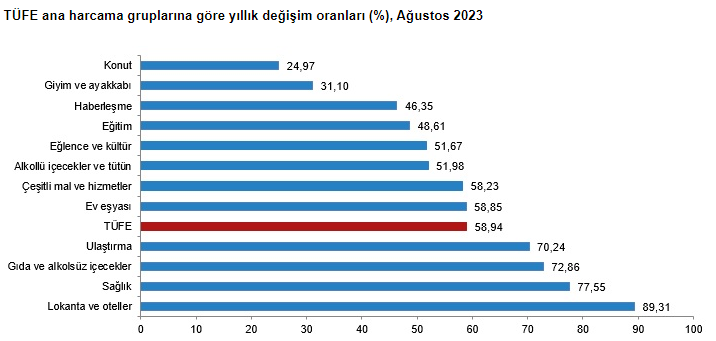 TÜFE ana harcama gruplarına göre yıllık değişim oranları (%), Ağustos 2023
Konut 24,97
Giyim ve ayakkabı 31,10
Haberleşme 46,35
Eğitim 48,61
Eğlence ve kültür 51,67
Alkollü içecekler ve tütün 51,98
Çeşitli mal ve hizmetler 58,23
Ev eşyası 58,85
TÜFE 58,94
Ulaştırma 70,24
Gıda ve alkolsüz içecekler 72,86
Sağlık 77,55
Lokanta ve oteller 89,31
0 10 20 30 40 50 60 70 80 90 100